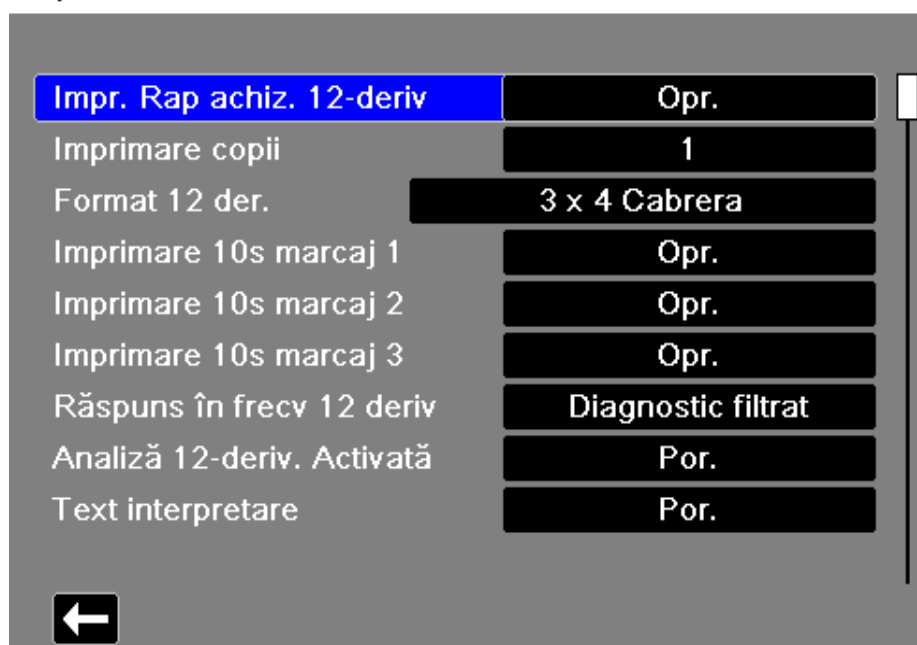 Impr. Rap achiz. 12-deriv Opr.
Imprimare copii 1
Format 12 der. 3 x 4 Cabrera
Imprimare 10s marcaj 1 Opr.
Imprimare 10s marcaj 2 Opr.
Imprimare 10s marcaj 3 Opr.
Răspuns în frecv 12 deriv Diagnostic filtrat
Analiză 12-deriv. Activată Por.
Text interpretare Por.